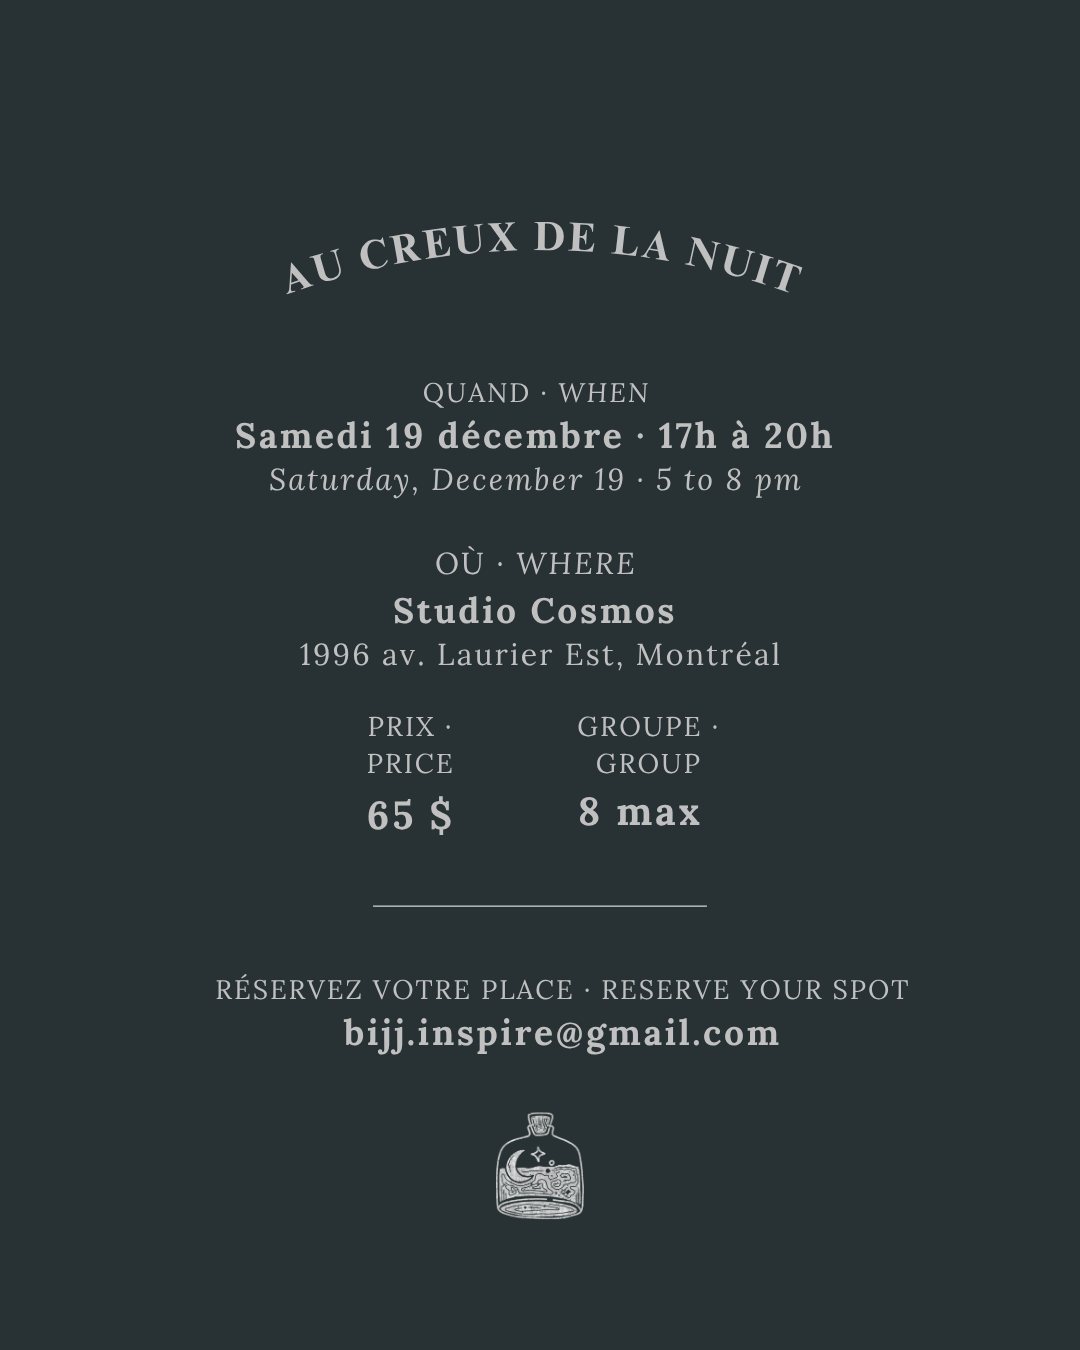 AU CREUX DE LA NUIT
QUAND · WHEN
Samedi 19 décembre · 17h à 20h
Saturday, December 19 · 5 to 8 pm
OÙ · WHERE
Studio Cosmos
1996 av. Laurier Est, Montréal
PRIX ·
PRICE
65 $
GROUPE ·
GROUP
8 max
RÉSERVEZ VOTRE PLACE · RESERVE YOUR SPOT
bijj.inspire@gmail.com